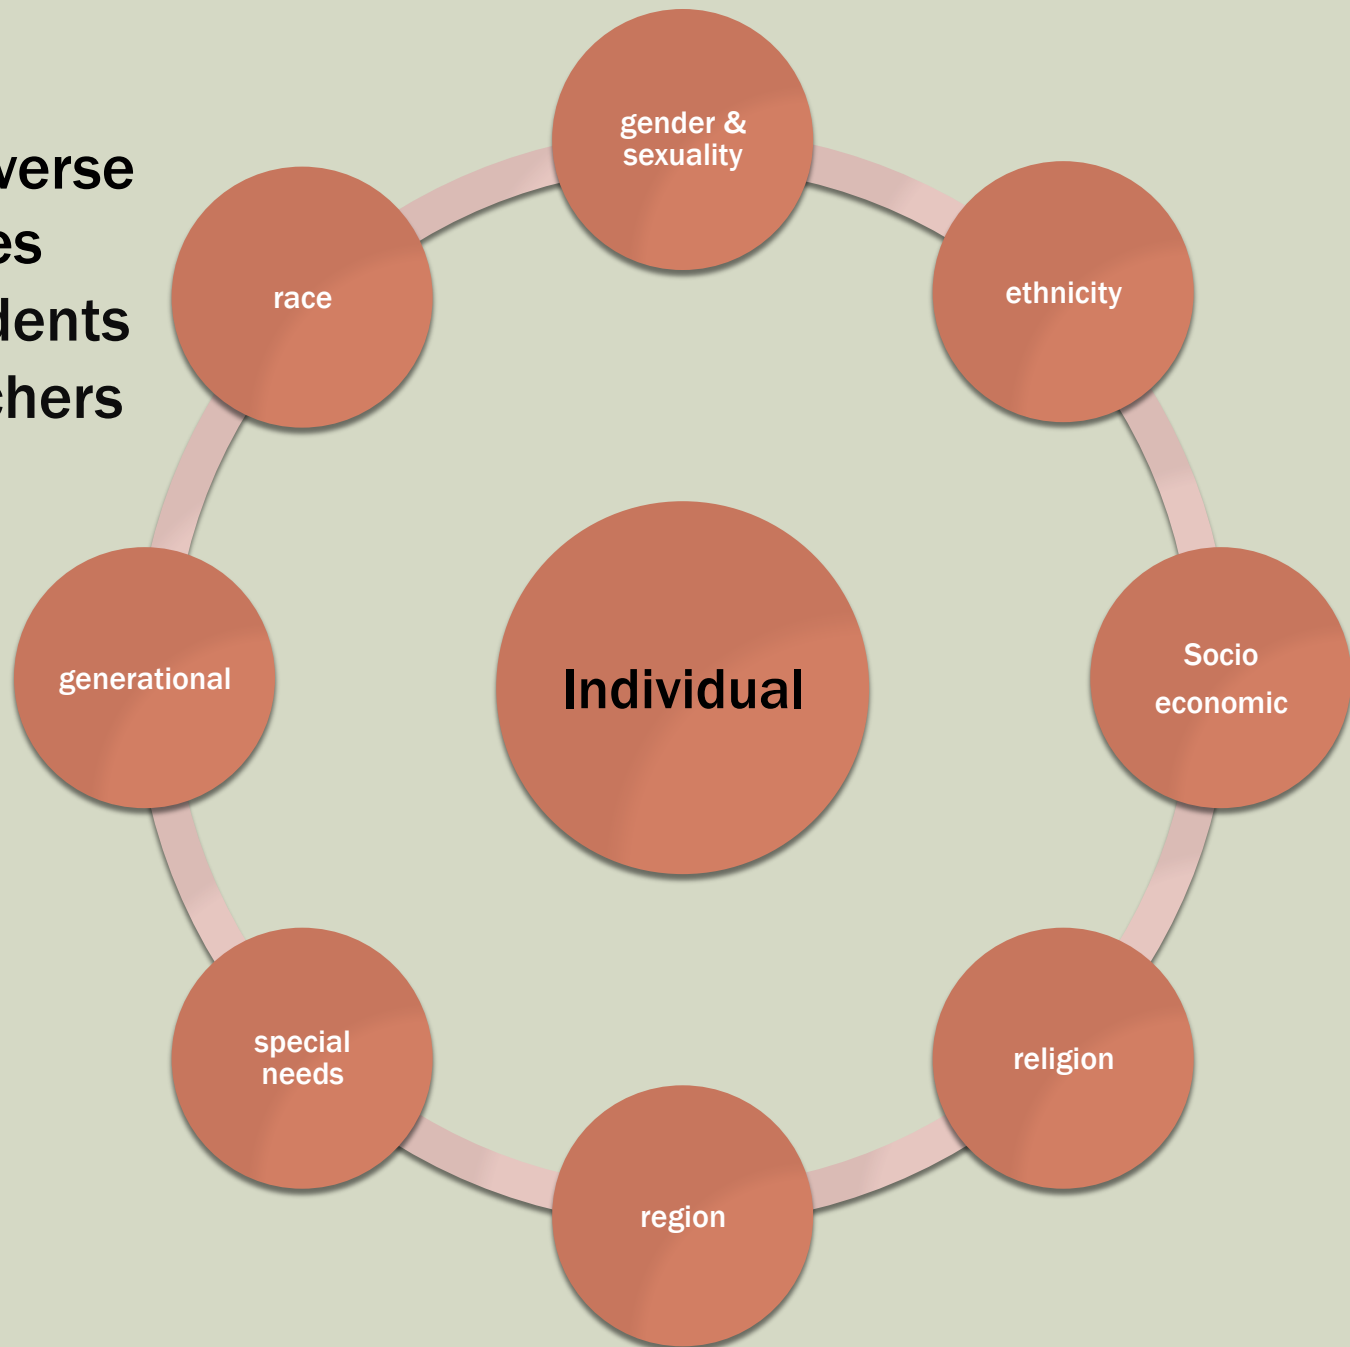 verse
es
dents
chers
gender &
sexuality
race
ethnicity
generational
Individual
Socio
economic
special
needs
religion
region